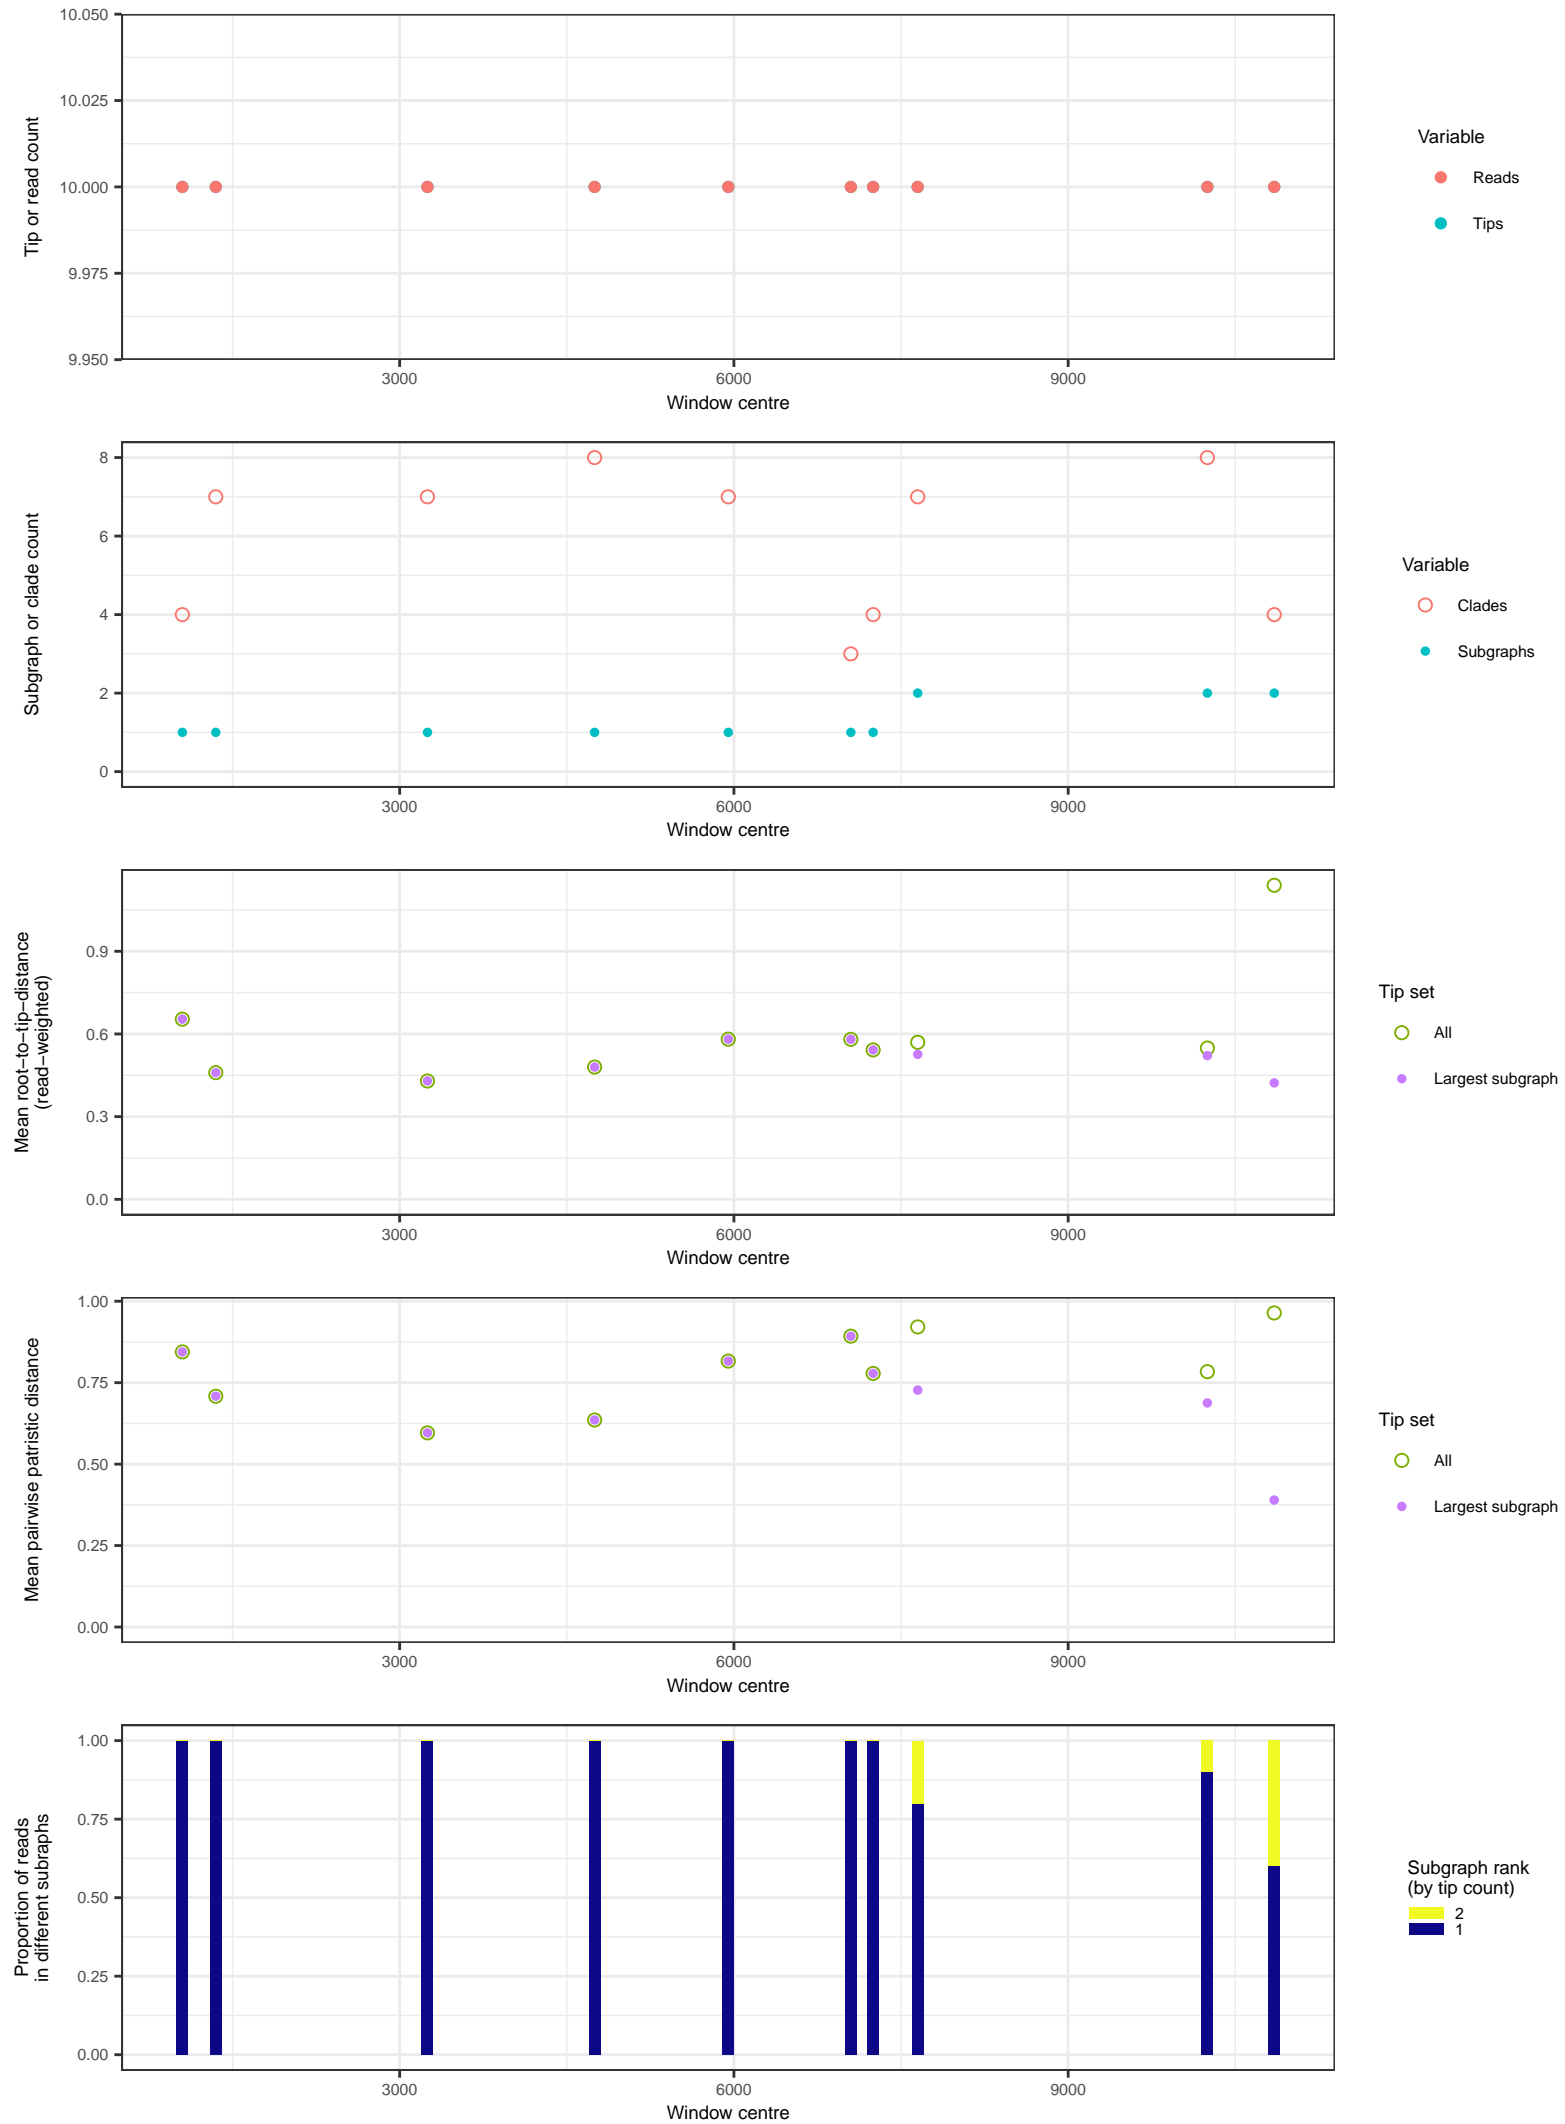 10.050
10.025
10.000
9.975
9.950
Tip or read count
3000 6000 9000
Window centre
Variable
Reads
Tips
8
6
4
2
0
Subgraph or clade count
3000 6000 9000
Window centre
Variable
Clades
Subgraphs
0.9
0.6
0.3
0.0
Mean root−to−tip−distance
(read−weighted)
3000 6000 9000
Window centre
Tip set
All
Largest subgraph
1.00
0.75
0.50
0.25
0.00
Mean pairwise patristic distance
3000 6000 9000
Window centre
Tip set
All
Largest subgraph
1.00
0.75
0.50
0.25
0.00
Proportion of reads
in different subraphs
3000 6000 9000
Window centre
Subgraph rank
(by tip count)
2
1